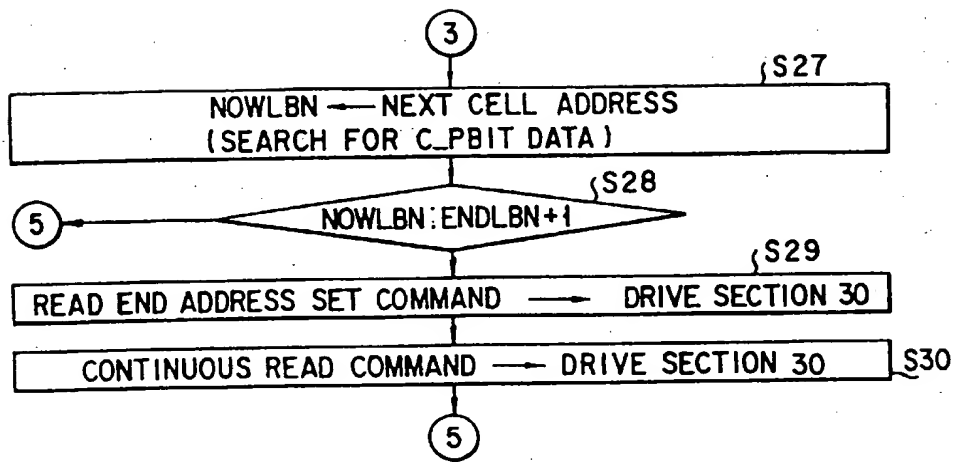 3
S27
NOWLBN ← NEXT CELL ADDRESS
(SEARCH FOR C_PBIT DATA)
S28
5
NOWLBN:ENDLBN+1
S29
READ END ADDRESS SET COMMAND → DRIVE SECTION 30
CONTINUOUS READ COMMAND → DRIVE SECTION 30
S30
5